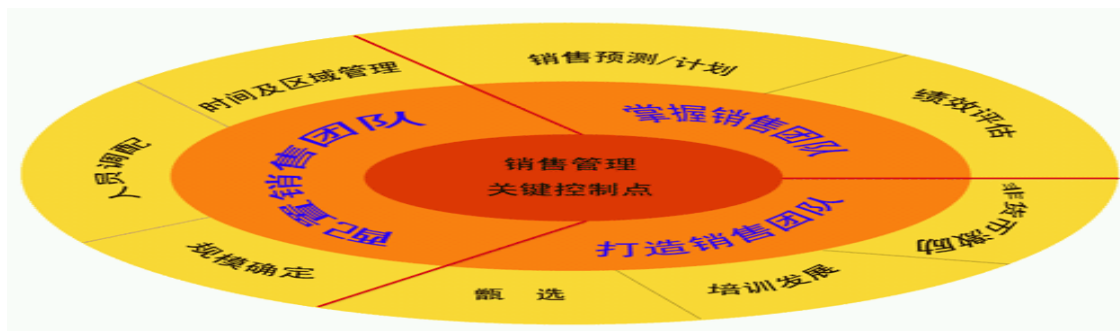 销售管理
关键控制点
配置销售团队
掌握销售团队
打造销售团队
规模确定
人员调配
时间及区域管理
销售预测/计划
绩效评估
非货币激励
培训发展
甄 选